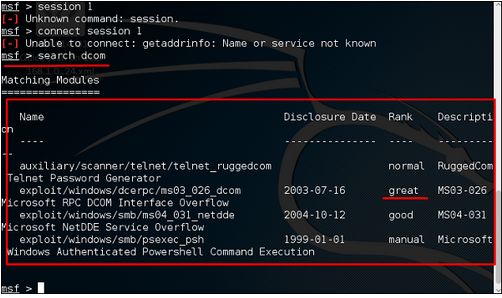 msf > session 1
[-] Unknown command: session.
msf > connect session 1
[-] Unable to connect: getaddrinfo: Name or service not known
msf > search dcom
Matching Modules
================
Name Disclosure Date Rank Descripti
on
---- --------------- ---- ---------
--
auxiliary/scanner/telnet/telnet_ruggedcom normal RuggedCom
Telnet Password Generator
exploit/windows/dcerpc/ms03_026_dcom 2003-07-16 great MS03-026
Microsoft RPC DCOM Interface Overflow
exploit/windows/smb/ms04_031_netdde 2004-10-12 good MS04-031
Microsoft NetDDE Service Overflow
exploit/windows/smb/psexec_psh 1999-01-01 manual Microsoft
Windows Authenticated Powershell Command Execution
msf >